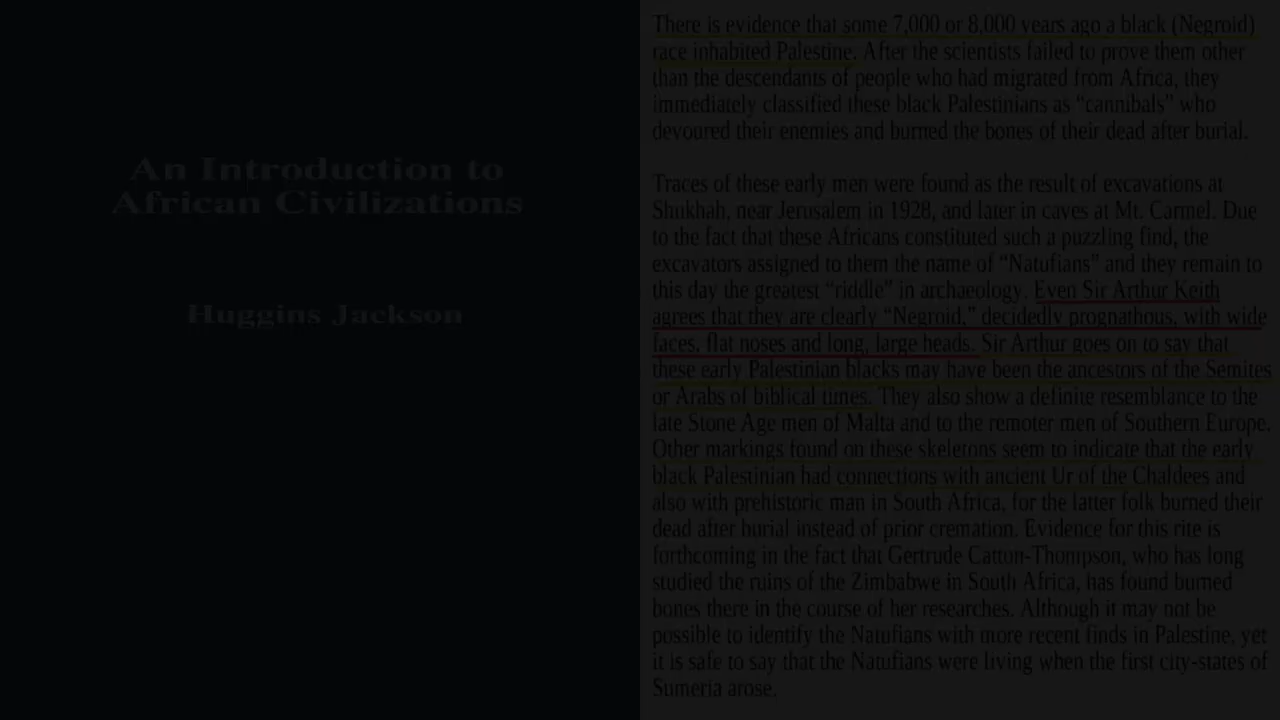 An Introduction to
African Civilizations
Huggins Jackson
There is evidence that some 7,000 or 8,000 years ago a black (Negroid)
race inhabited Palestine. After the scientists failed to prove them other
than the descendants of people who had migrated from Africa, they
immediately classified these black Palestinians as “cannibals” who
devoured their enemies and burned the bones of their dead after burial.
Traces of these early men were found as the result of excavations at
Shukhah, near Jerusalem in 1928, and later in caves at Mt. Carmel. Due
to the fact that these Africans constituted such a puzzling find, the
excavators assigned to them the name of “Natufians” and they remain to
this day the greatest “riddle” in archaeology. Even Sir Arthur Keith
agrees that they are clearly “Negroid,” decidedly prognathous, with wide
faces, flat noses and long, large heads. Sir Arthur goes on to say that
these early Palestinian blacks may have been the ancestors of the Semites
or Arabs of biblical times. They also show a definite resemblance to the
late Stone Age men of Malta and to the remoter men of Southern Europe.
Other markings found on these skeletons seem to indicate that the early
black Palestinian had connections with ancient Ur of the Chaldees and
also with prehistoric man in South Africa, for the latter folk burned their
dead after burial instead of prior cremation. Evidence for this rite is
forthcoming in the fact that Gertrude Catton-Thompson, who has long
studied the ruins of the Zimbabwe in South Africa, has found burned
bones there in the course of her researches. Although it may not be
possible to identify the Natufians with more recent finds in Palestine, yet
it is safe to say that the Natufians were living when the first city-states of
Sumeria arose.